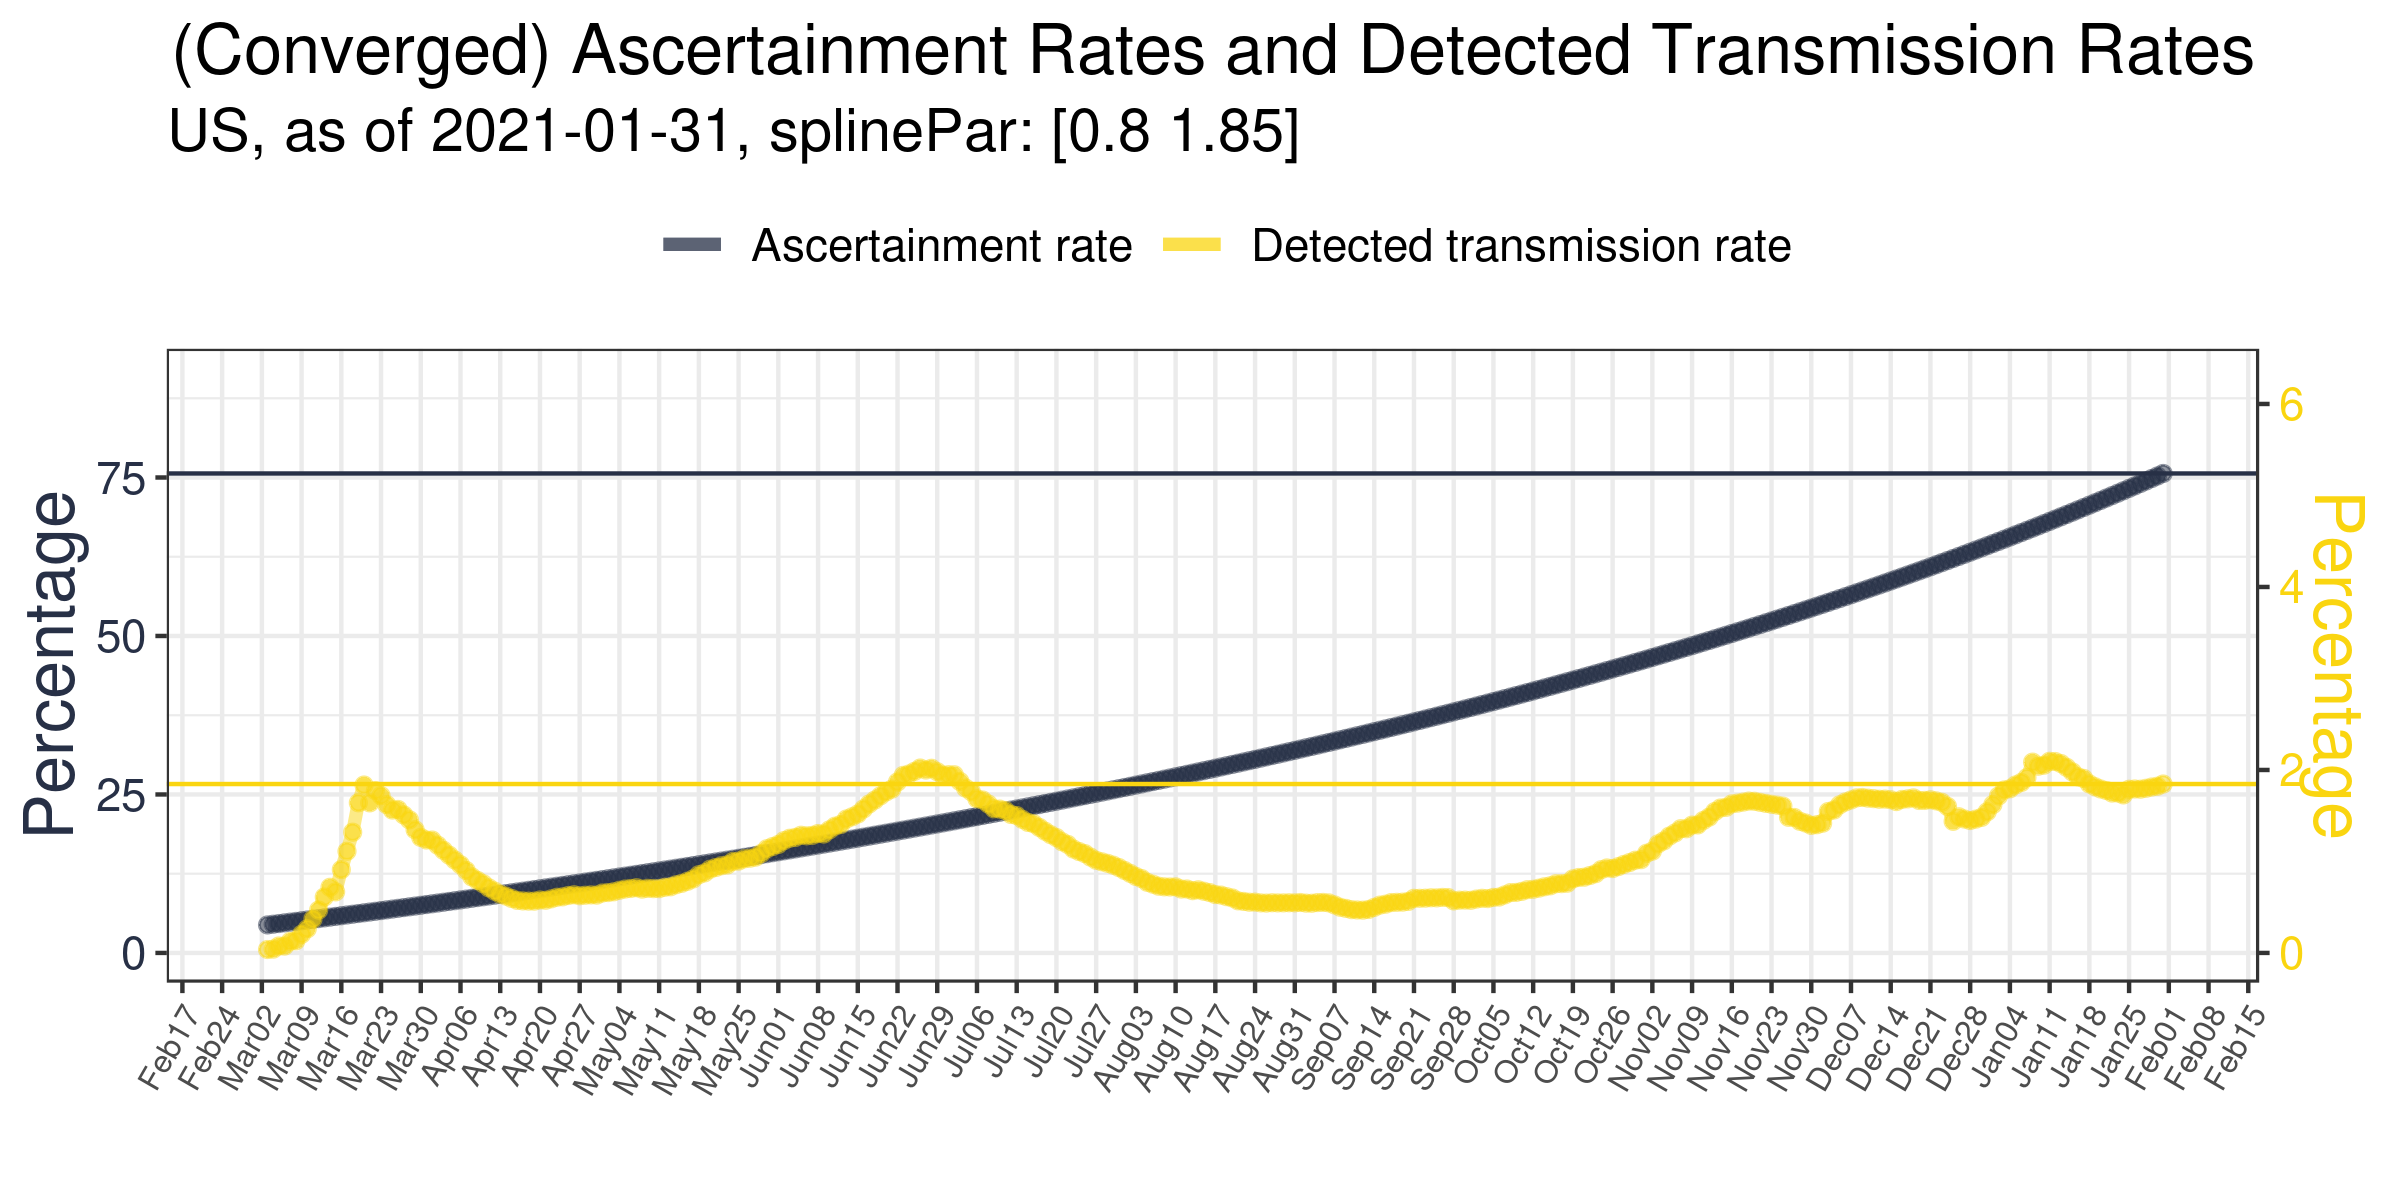 (Converged) Ascertainment Rates and Detected Transmission Rates
US, as of 2021-01-31, splinePar: [0.8 1.85]
Ascertainment rate
Detected transmission rate
Percentage
75
50
25
0
6
4
2
0
Percentage
Feb17
Feb24
Mar02
Mar09
Mar16
Mar23
Mar30
Apr06
Apr13
Apr20
Apr27
May04
May11
May18
May25
Jun01
Jun08
Jun15
Jun22
Jun29
Jul06
Jul13
Jul20
Jul27
Aug03
Aug10
Aug17
Aug24
Aug31
Sep07
Sep14
Sep21
Sep28
Oct05
Oct12
Oct19
Oct26
Nov02
Nov09
Nov16
Nov23
Nov30
Dec07
Dec14
Dec21
Dec28
Jan04
Jan11
Jan18
Jan25
Feb01
Feb08
Feb15